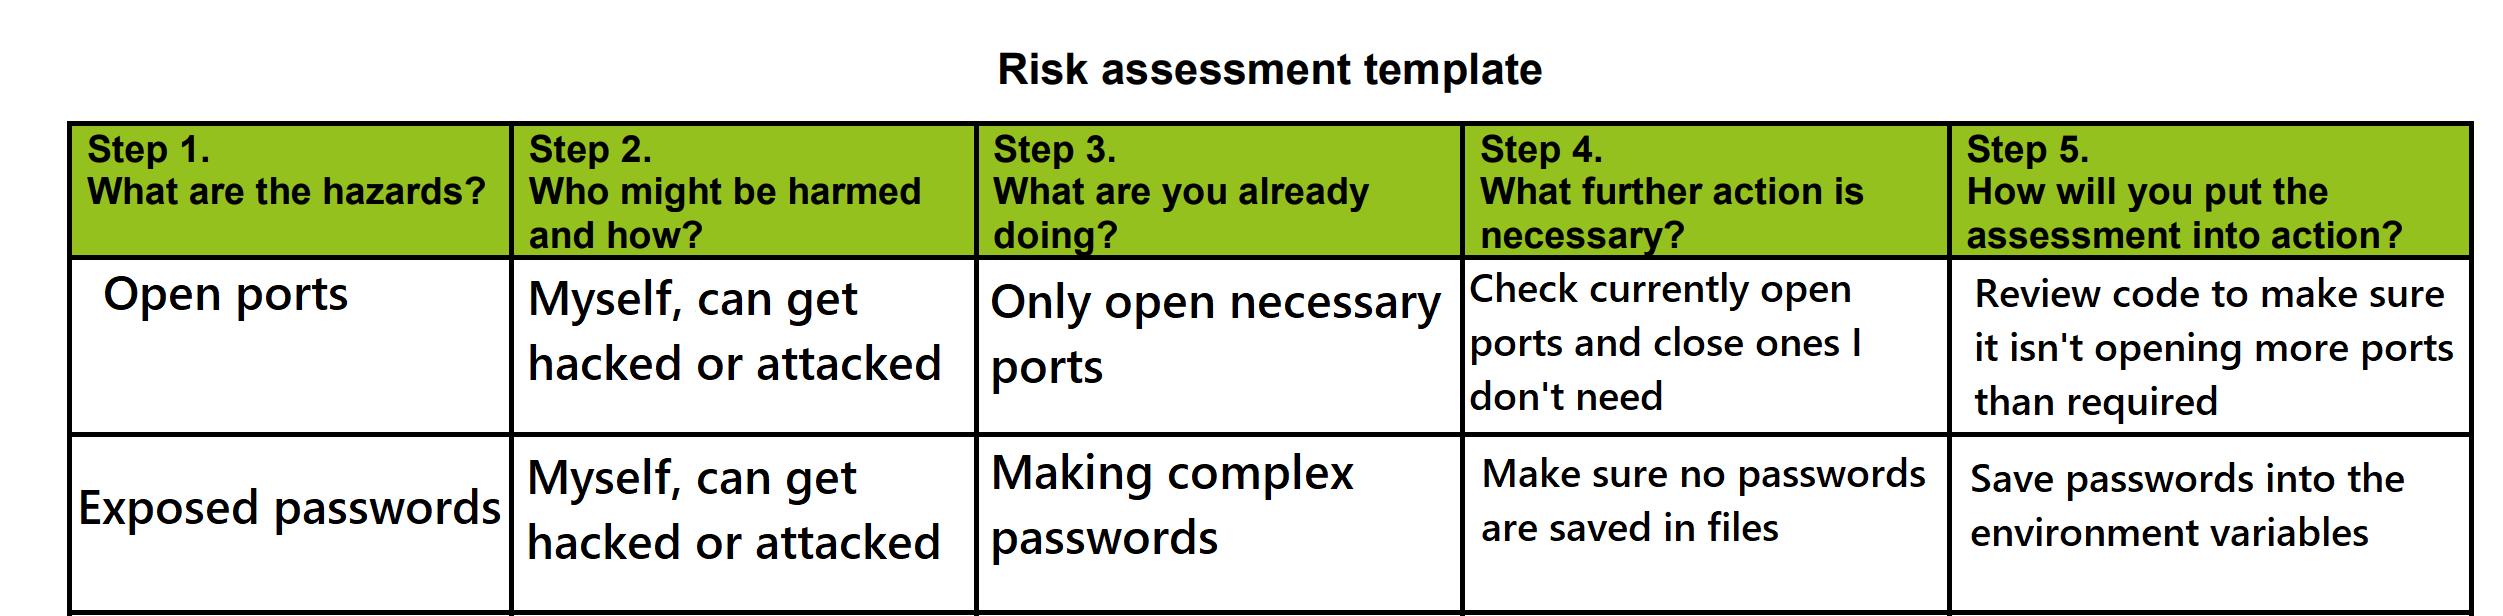 Risk assessment template
Step 1.
What are the hazards?
Step 2.
Who might be harmed
and how?
Step 3.
What are you already
doing?
Step 4.
What further action is
necessary?
Step 5.
How will you put the
assessment into action?
Open ports
Myself, can get
hacked or attacked
Only open necessary
ports
Check currently open
ports and close ones I
don't need
Review code to make sure
it isn't opening more ports
than required
Exposed passwords
Myself, can get
hacked or attacked
Making complex
passwords
Make sure no passwords
are saved in files
Save passwords into the
environment variables